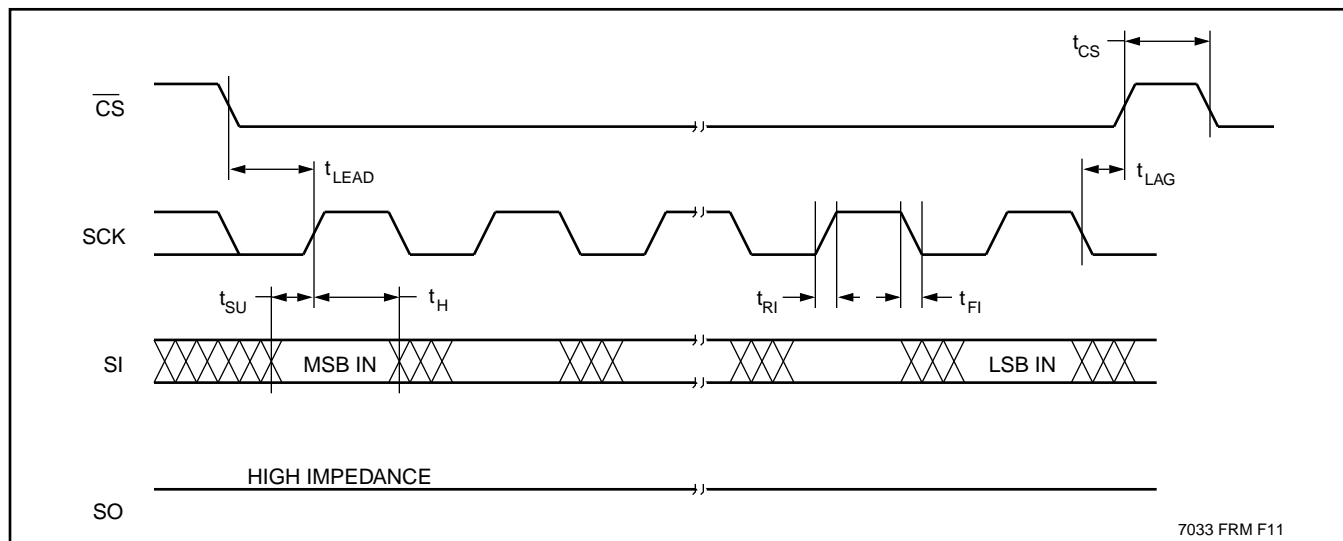 tCS
CS
tLEAD
tLAG
SCK
tSU
tH
tRI
tFI
SI
MSB IN
LSB IN
HIGH IMPEDANCE
SO
7033 FRM F11